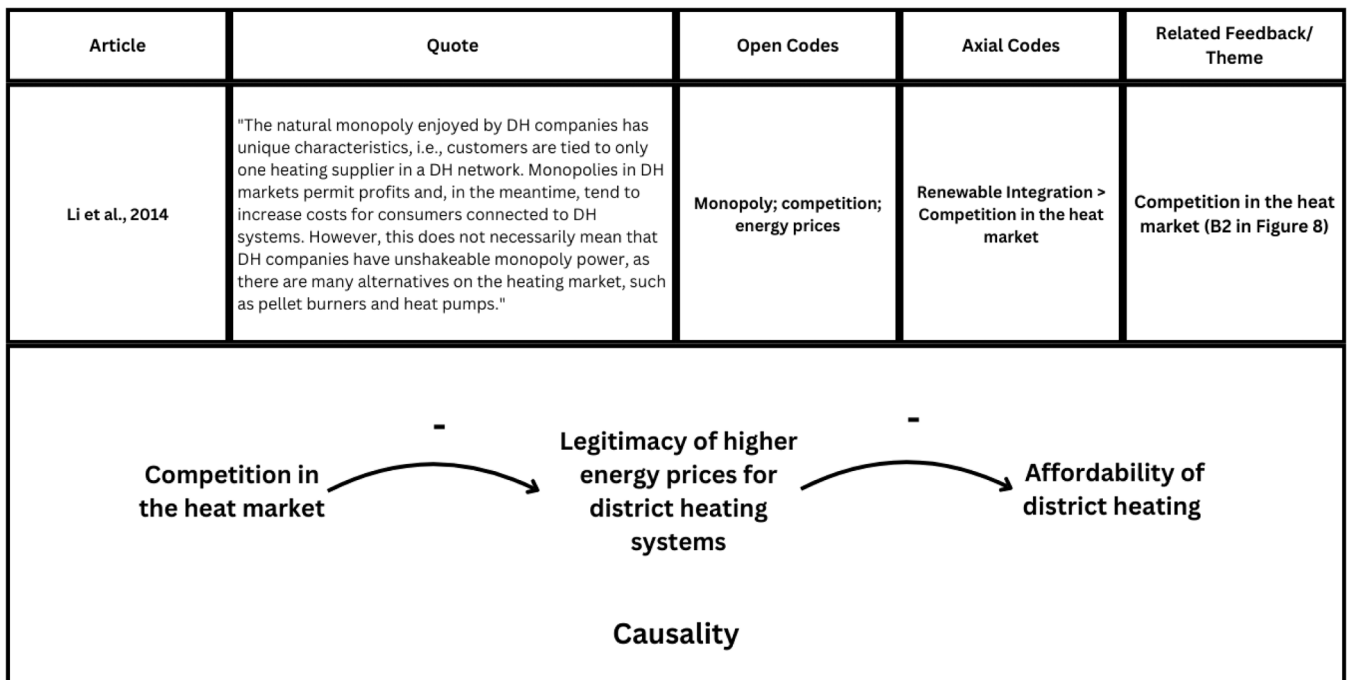 Article
Quote
Open Codes
Axial Codes
Related Feedback/
Theme
Li et al., 2014
"The natural monopoly enjoyed by DH companies has
unique characteristics, i.e., customers are tied to only
one heating supplier in a DH network. Monopolies in DH
markets permit profits and, in the meantime, tend to
increase costs for consumers connected to DH
systems. However, this does not necessarily mean that
DH companies have unshakeable monopoly power, as
there are many alternatives on the heating market, such
as pellet burners and heat pumps."
Monopoly; competition;
energy prices
Renewable Integration >
Competition in the heat
market
Competition in the heat
market (B2 in Figure 8)
Competition in
the heat market
-
Legitimacy of higher
energy prices for
district heating
systems
-
Affordability of
district heating
Causality